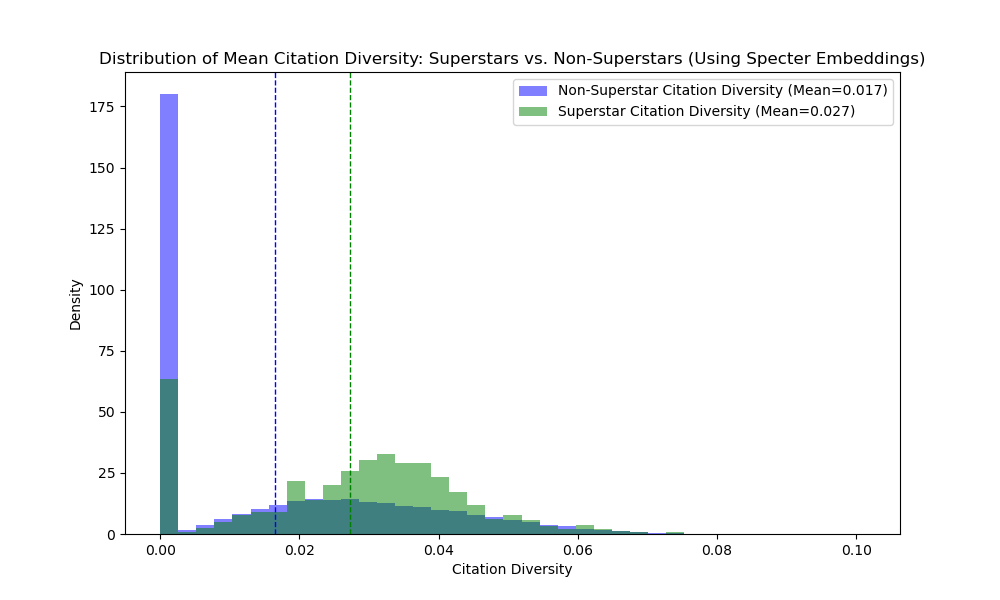 Distribution of Mean Citation Diversity: Superstars vs. Non-Superstars (Using Specter Embeddings)
Non-Superstar Citation Diversity (Mean=0.017)
Superstar Citation Diversity (Mean=0.027)
175
150
125
100
75
50
25
0
Density
0.00 0.02 0.04 0.06 0.08 0.10
Citation Diversity